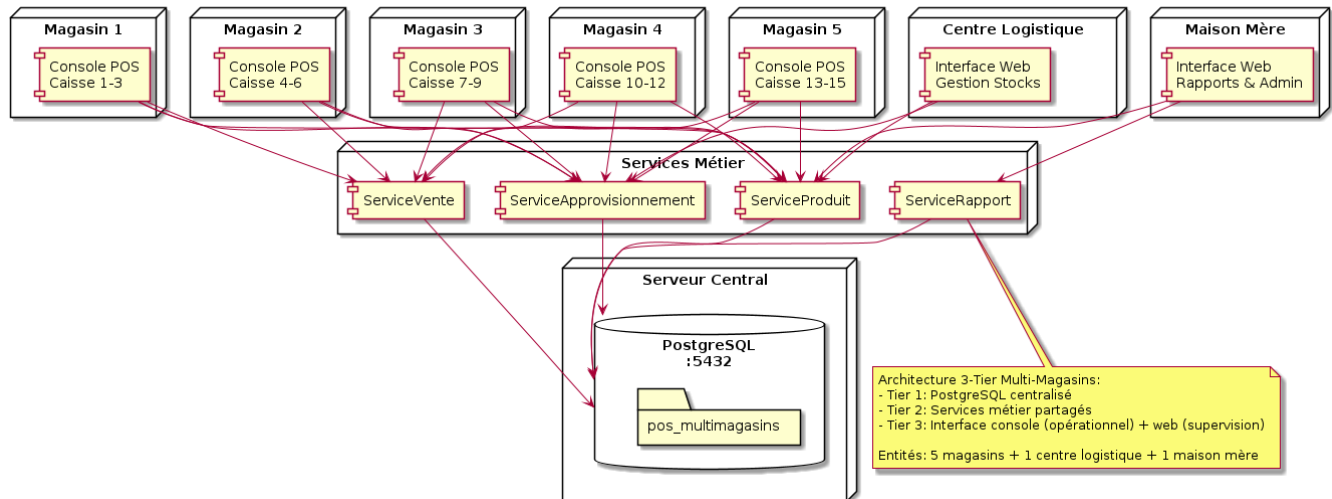 Magasin 1
Magasin 2
Magasin 3
Magasin 4
Magasin 5
Centre Logistique
Maison Mère
Console POS
Caisse 1-3
Console POS
Caisse 4-6
Console POS
Caisse 7-9
Console POS
Caisse 10-12
Console POS
Caisse 13-15
Interface Web
Gestion Stocks
Interface Web
Rapports & Admin
Services Métier
ServiceVente
ServiceApprovisionnement
ServiceProduit
ServiceRapport
Serveur Central
PostgreSQL
:5432
pos_multimagasins
Architecture 3-Tier Multi-Magasins:
- Tier 1: PostgreSQL centralisé
- Tier 2: Services métier partagés
- Tier 3: Interface console (opérationnel) + web (supervision)
Entités: 5 magasins + 1 centre logistique + 1 maison mère